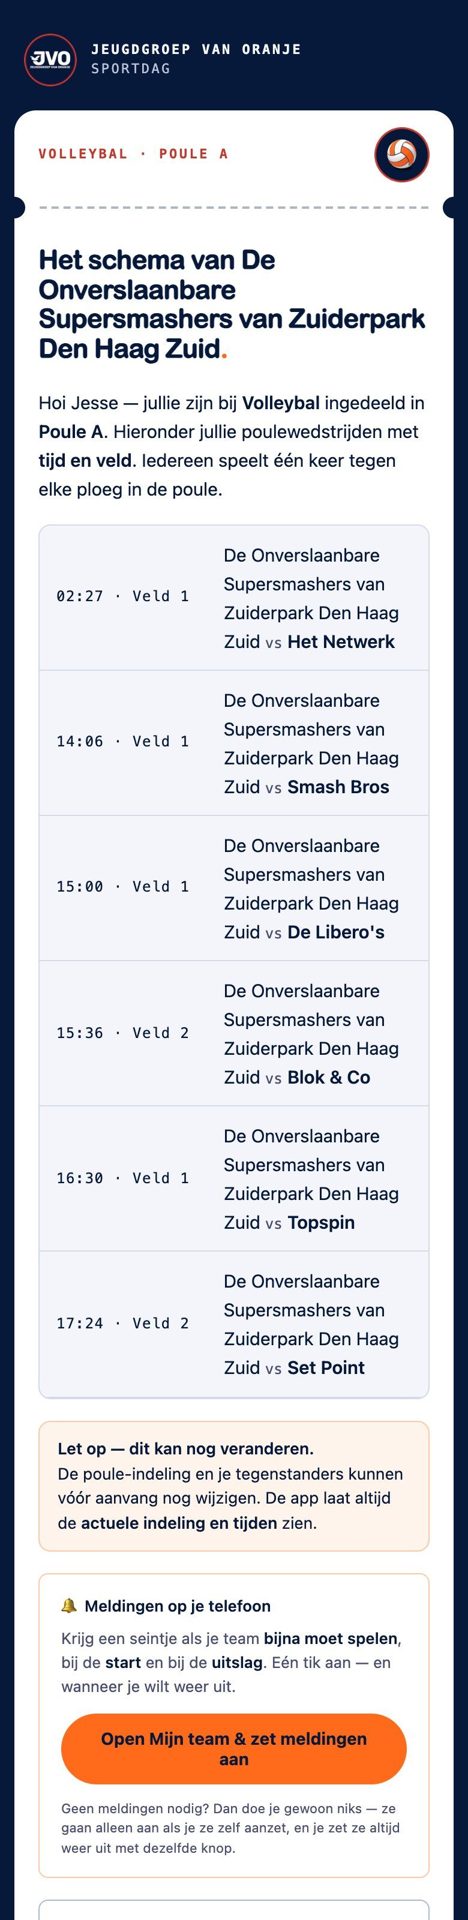 JVO
JEUGDGROEP VAN ORANJE
SPORTDAG
VOLLEYBAL · POULE A
Het schema van De
Onverslaanbare
Supersmashers van Zuiderpark
Den Haag Zuid.
Hoi Jesse — jullie zijn bij Volleybal ingedeeld in
Poule A. Hieronder jullie poulewedstrijden met
tijd en veld. Iedereen speelt één keer tegen
elke ploeg in de poule.
02:27 · Veld 1
De Onverslaanbare
Supersmashers van
Zuiderpark Den Haag
Zuid vs Het Netwerk
14:06 · Veld 1
De Onverslaanbare
Supersmashers van
Zuiderpark Den Haag
Zuid vs Smash Bros
15:00 · Veld 1
De Onverslaanbare
Supersmashers van
Zuiderpark Den Haag
Zuid vs De Libero's
15:36 · Veld 2
De Onverslaanbare
Supersmashers van
Zuiderpark Den Haag
Zuid vs Blok & Co
16:30 · Veld 1
De Onverslaanbare
Supersmashers van
Zuiderpark Den Haag
Zuid vs Topspin
17:24 · Veld 2
De Onverslaanbare
Supersmashers van
Zuiderpark Den Haag
Zuid vs Set Point
Let op — dit kan nog veranderen.
De poule-indeling en je tegenstanders kunnen
vóór aanvang nog wijzigen. De app laat altijd
de actuele indeling en tijden zien.
Meldingen op je telefoon
Krijg een seintje als je team bijna moet spelen,
bij de start en bij de uitslag. Eén tik aan — en
wanneer je wilt weer uit.
Open Mijn team & zet meldingen
aan
Geen meldingen nodig? Dan doe je gewoon niks — ze
gaan alleen aan als je ze zelf aanzet, en je zet ze altijd
weer uit met dezelfde knop.